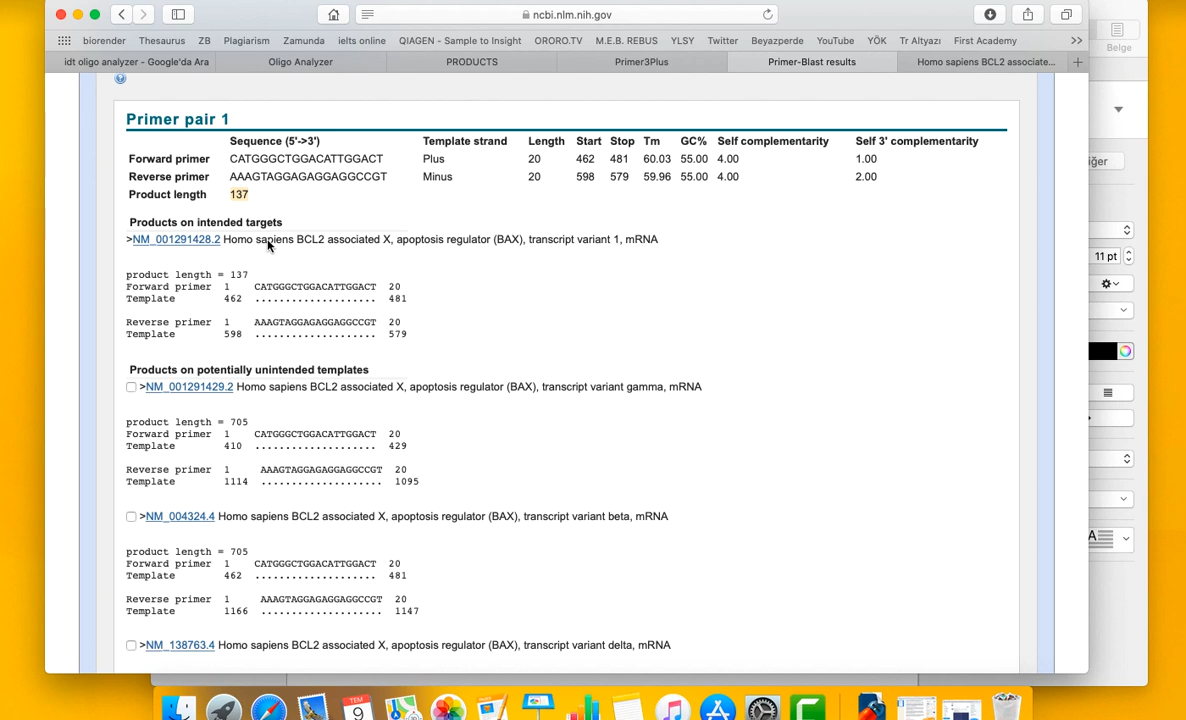 ncbi.nlm.nih.gov
biorender Thesaurus ZB Plagiarism Zamunda ielts online QIAGEN - Sample to Insight ORORO.TV M.E.B. REBUS YLSY Twitter Beyazperde YouTube YÖK Tr Altyazı First Academy >>
idt oligo analyzer - Google'da Ara Oligo Analyzer PRODUCTS Primer3Plus Primer-Blast results Homo sapiens BCL2 associate... +
Belge
iğer
11 pt
Primer pair 1
Sequence (5'->3') Template strand Length Start Stop Tm GC% Self complementarity Self 3' complementarity
Forward primer CATGGGCTGGACATTGGACT Plus 20 462 481 60.03 55.00 4.00 1.00
Reverse primer AAAGTAGGAGAGGAGGCCGT Minus 20 598 579 59.96 55.00 4.00 2.00
Product length 137
Products on intended targets
>NM_001291428.2 Homo sapiens BCL2 associated X, apoptosis regulator (BAX), transcript variant 1, mRNA
product length = 137
Forward primer 1 CATGGGCTGGACATTGGACT 20
Template 462 .................... 481
Reverse primer 1 AAAGTAGGAGAGGAGGCCGT 20
Template 598 .................... 579
Products on potentially unintended templates
>NM_001291429.2 Homo sapiens BCL2 associated X, apoptosis regulator (BAX), transcript variant gamma, mRNA
product length = 705
Forward primer 1 CATGGGCTGGACATTGGACT 20
Template 410 .................... 429
Reverse primer 1 AAAGTAGGAGAGGAGGCCGT 20
Template 1114 .................... 1095
>NM_004324.4 Homo sapiens BCL2 associated X, apoptosis regulator (BAX), transcript variant beta, mRNA
product length = 705
Forward primer 1 CATGGGCTGGACATTGGACT 20
Template 462 .................... 481
Reverse primer 1 AAAGTAGGAGAGGAGGCCGT 20
Template 1166 .................... 1147
>NM_138763.4 Homo sapiens BCL2 associated X, apoptosis regulator (BAX), transcript variant delta, mRNA
TEM
9